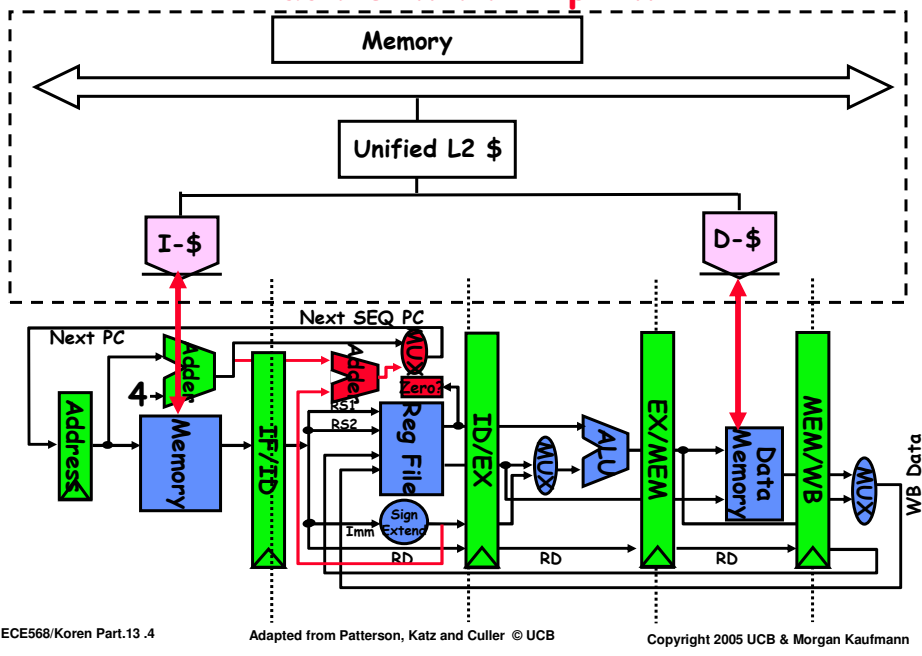 Memory
Unified L2 $
I-$
D-$
Next SEQ PC
Next PC
Adder
Adder
MUX
Zero?
4
RS1
RS2
Address
Memory
IF/ID
Reg File
ID/EX
MUX
ALU
EX/MEM
Data Memory
MEM/WB
MUX
WB Data
Sign
Extend
Imm
RD
RD
RD
ECE568/Koren Part.13 .4
Adapted from Patterson, Katz and Culler © UCB
Copyright 2005 UCB & Morgan Kaufmann